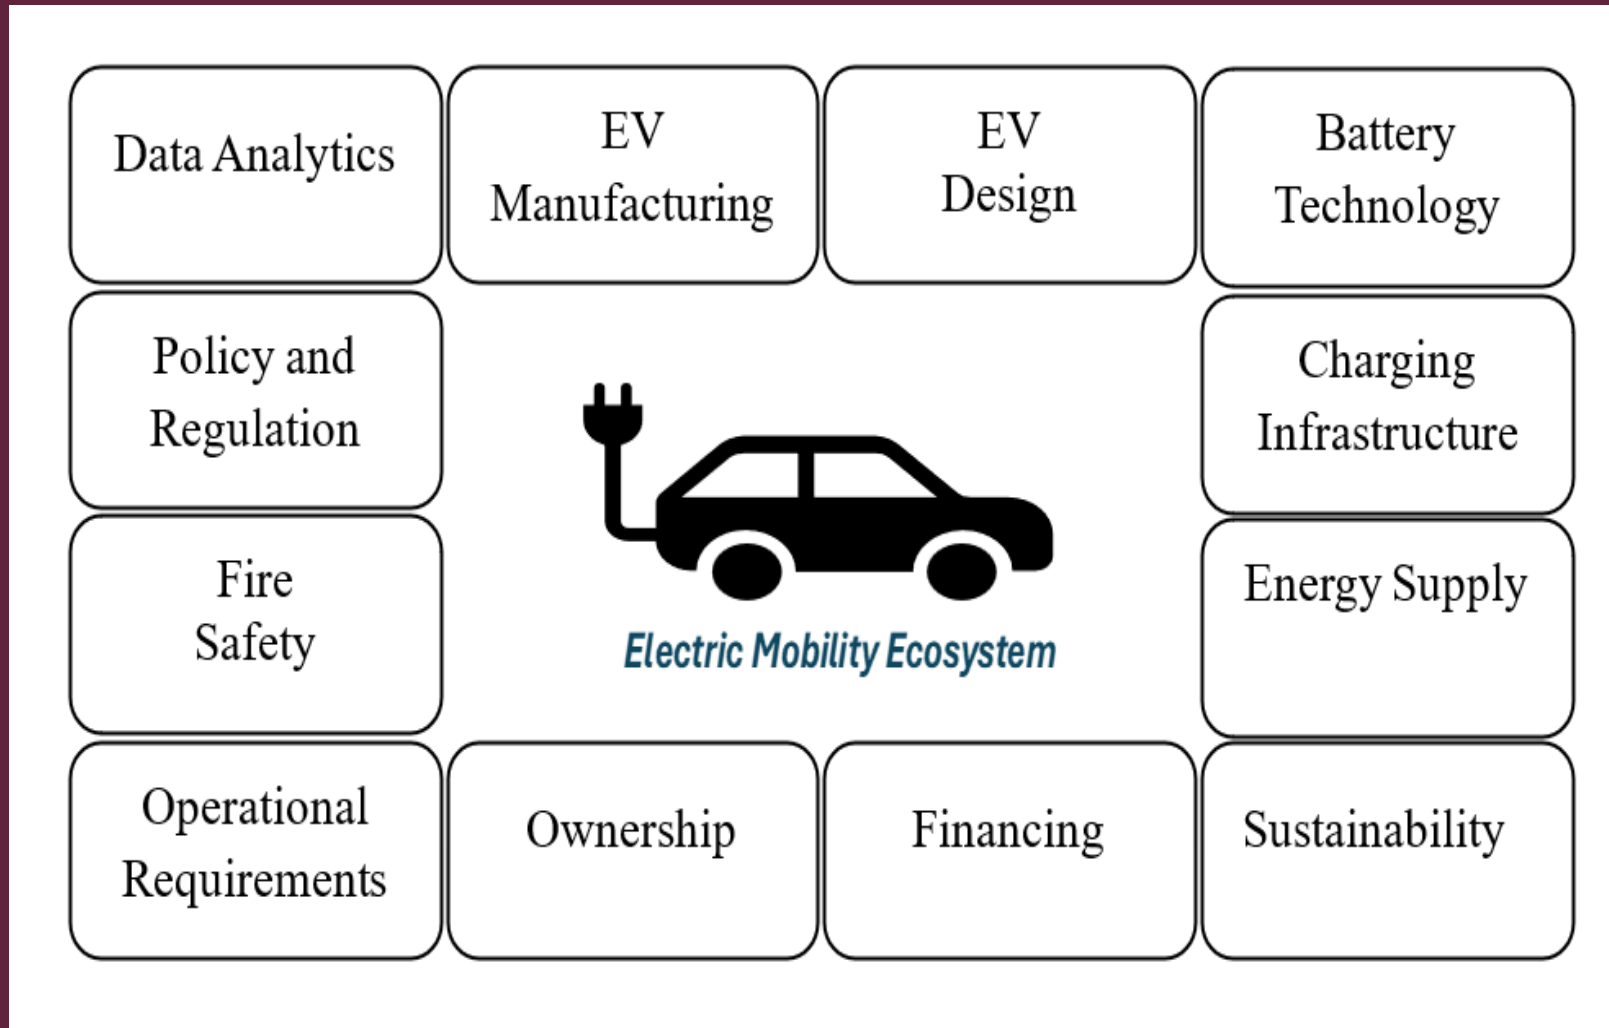 Data Analytics
EV
Manufacturing
EV
Design
Battery
Technology
Policy and
Regulation
Charging
Infrastructure
Fire
Safety
Energy Supply
Electric Mobility Ecosystem
Operational
Requirements
Ownership
Financing
Sustainability